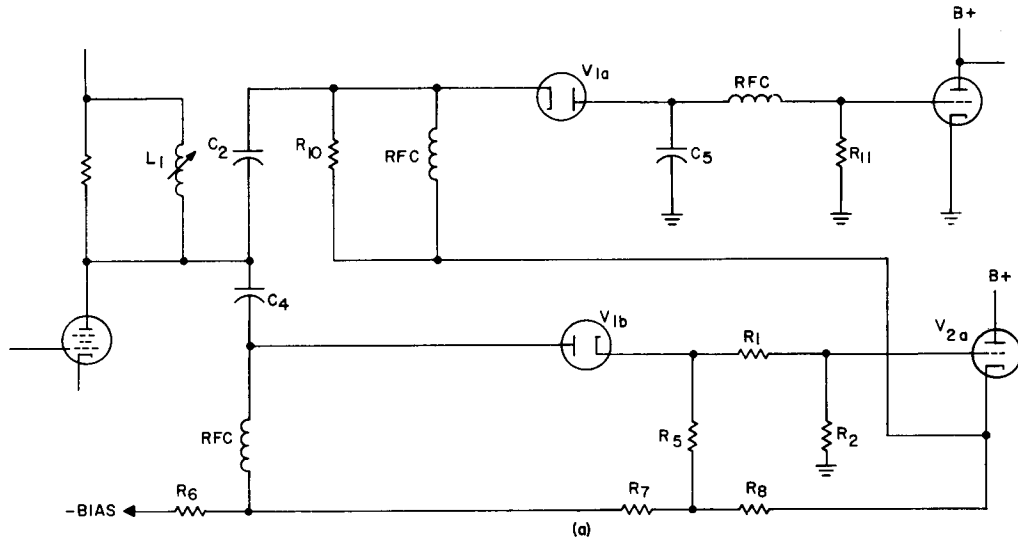 B+
V1a
RFC
L1
C2
R10
RFC
C5
R11
C4
B+
V1b
R1
V2a
RFC
R5
R2
R6
R7
R8
-BIAS
(a)